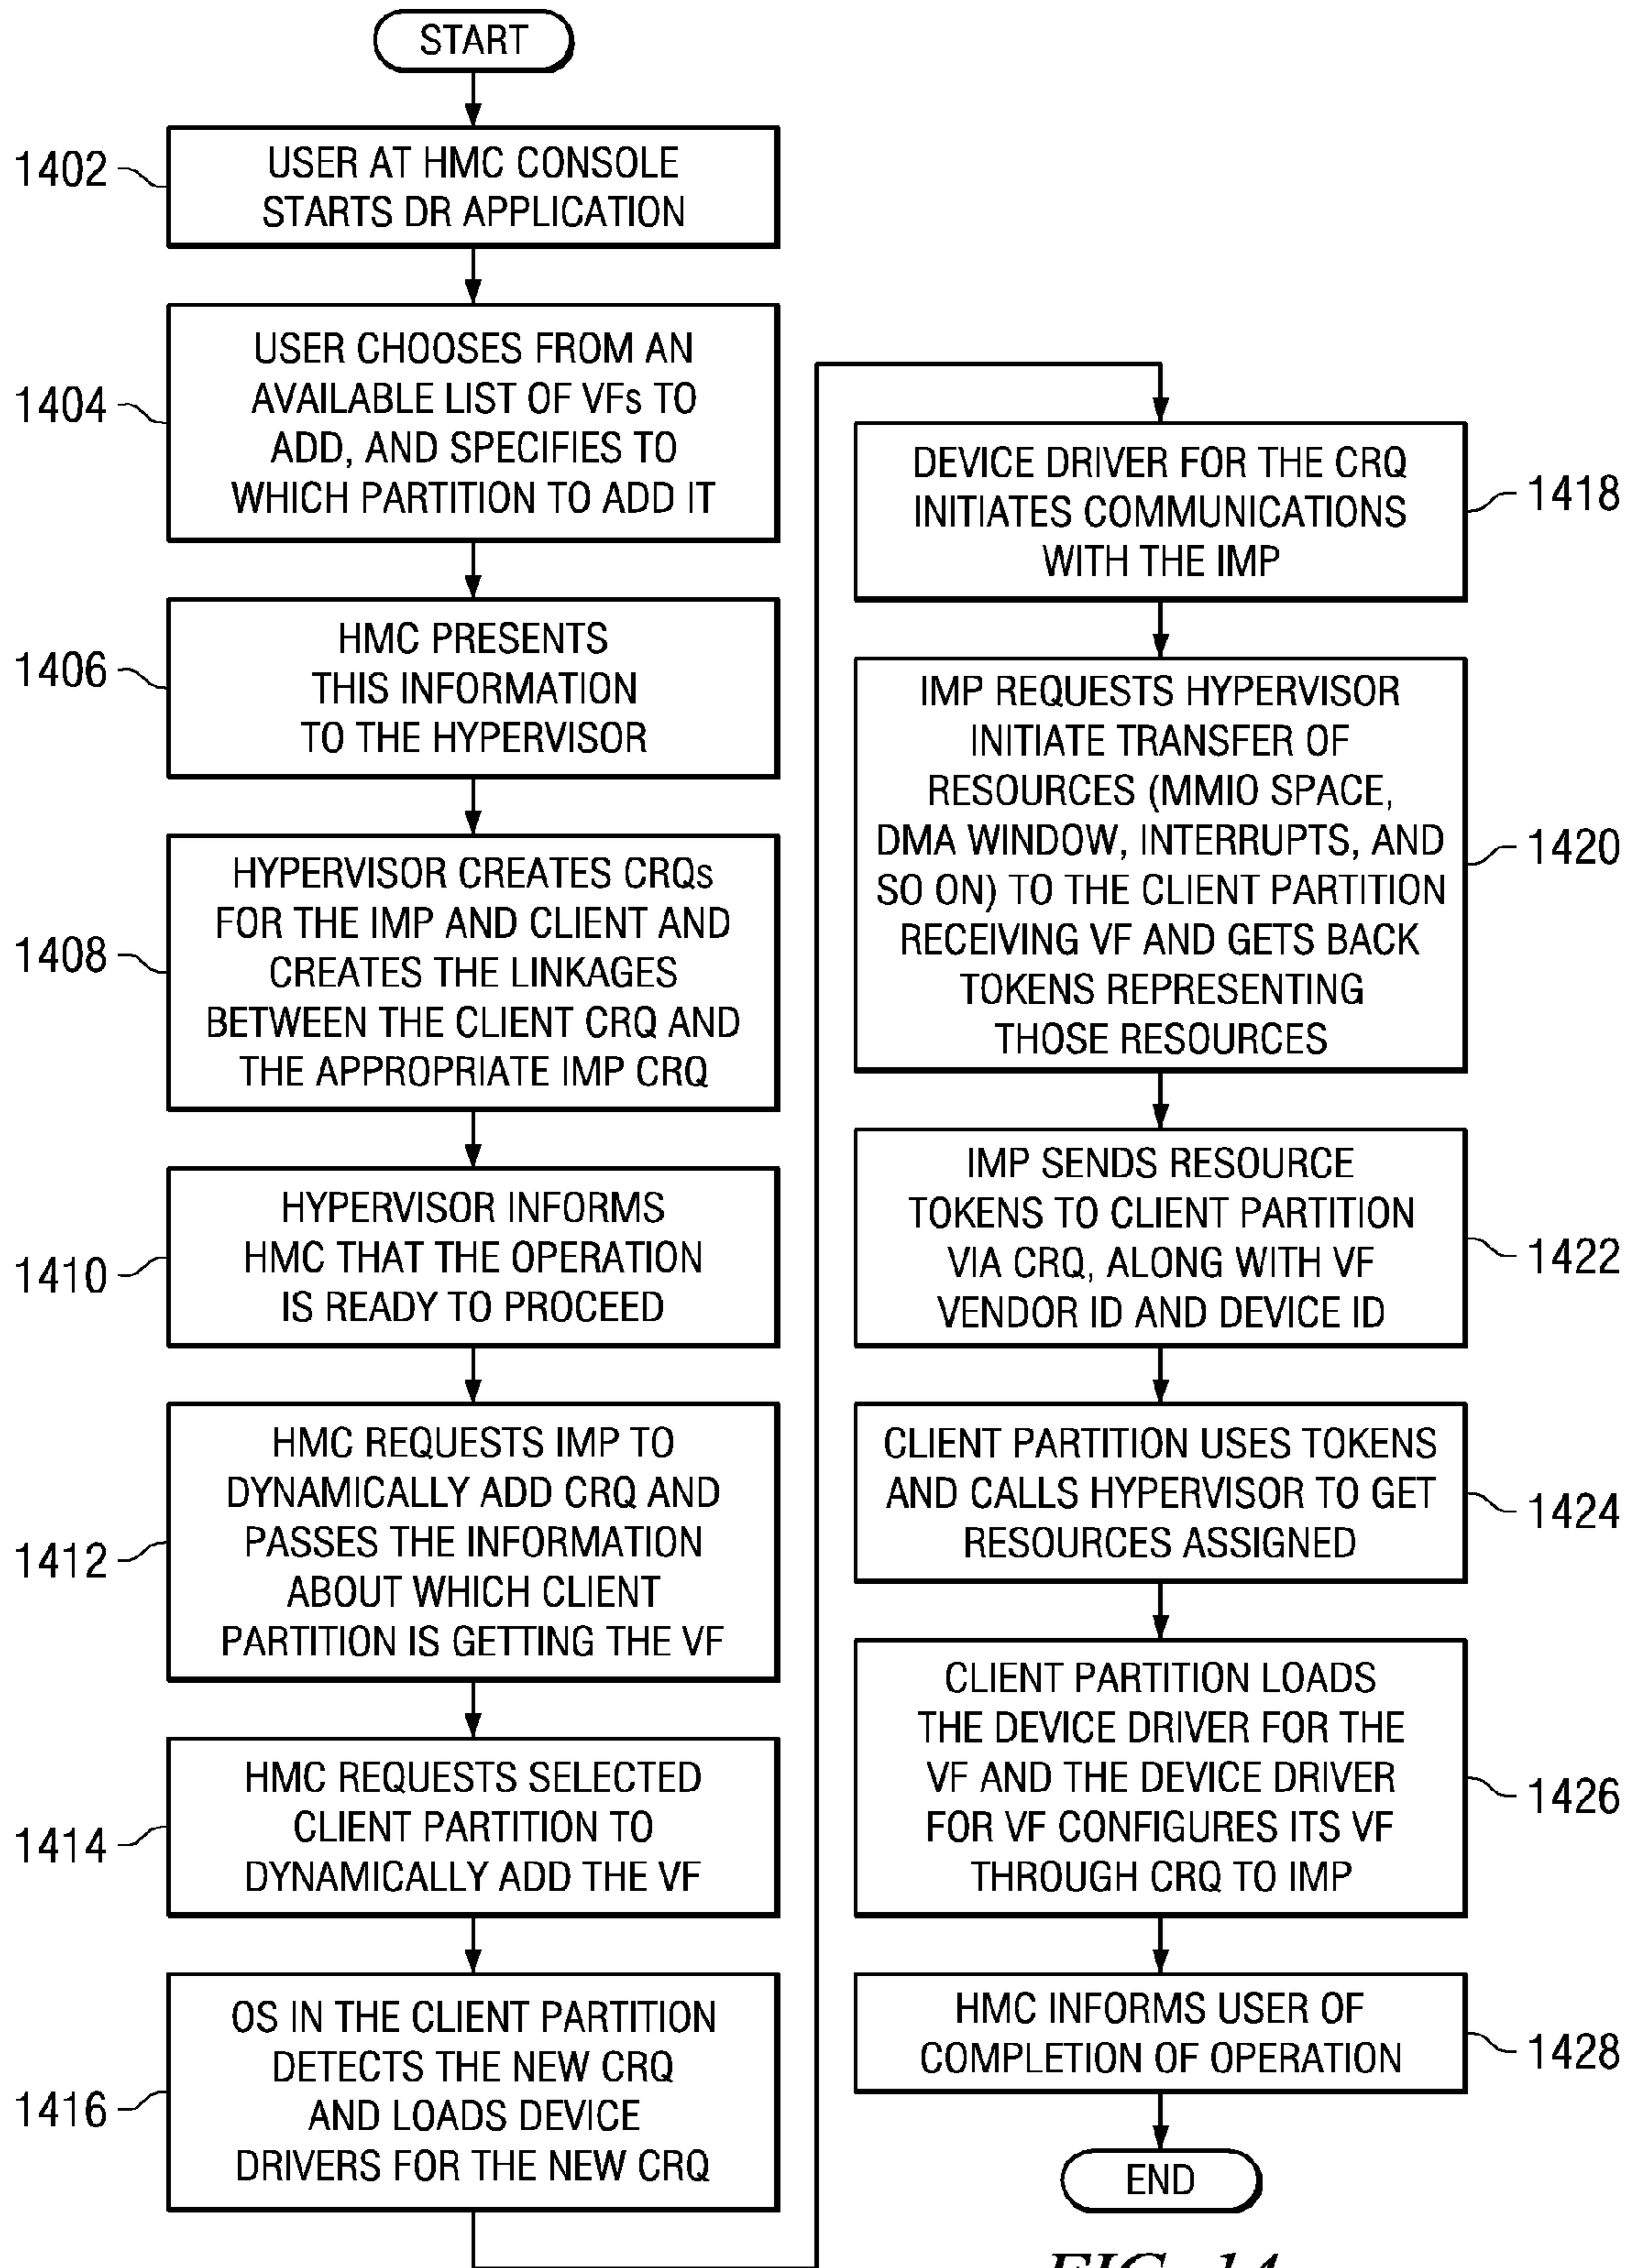 START
1402
USER AT HMC CONSOLE
STARTS DR APPLICATION
1404
USER CHOOSES FROM AN
AVAILABLE LIST OF VFs TO
ADD, AND SPECIFIES TO
WHICH PARTITION TO ADD IT
1406
HMC PRESENTS
THIS INFORMATION
TO THE HYPERVISOR
1408
HYPERVISOR CREATES CRQs
FOR THE IMP AND CLIENT AND
CREATES THE LINKAGES
BETWEEN THE CLIENT CRQ AND
THE APPROPRIATE IMP CRQ
1410
HYPERVISOR INFORMS
HMC THAT THE OPERATION
IS READY TO PROCEED
1412
HMC REQUESTS IMP TO
DYNAMICALLY ADD CRQ AND
PASSES THE INFORMATION
ABOUT WHICH CLIENT
PARTITION IS GETTING THE VF
1414
HMC REQUESTS SELECTED
CLIENT PARTITION TO
DYNAMICALLY ADD THE VF
1416
OS IN THE CLIENT PARTITION
DETECTS THE NEW CRQ
AND LOADS DEVICE
DRIVERS FOR THE NEW CRQ
DEVICE DRIVER FOR THE CRQ
INITIATES COMMUNICATIONS
WITH THE IMP
1418
IMP REQUESTS HYPERVISOR
INITIATE TRANSFER OF
RESOURCES (MMIO SPACE,
DMA WINDOW, INTERRUPTS, AND
SO ON) TO THE CLIENT PARTITION
RECEIVING VF AND GETS BACK
TOKENS REPRESENTING
THOSE RESOURCES
1420
IMP SENDS RESOURCE
TOKENS TO CLIENT PARTITION
VIA CRQ, ALONG WITH VF
VENDOR ID AND DEVICE ID
1422
CLIENT PARTITION USES TOKENS
AND CALLS HYPERVISOR TO GET
RESOURCES ASSIGNED
1424
CLIENT PARTITION LOADS
THE DEVICE DRIVER FOR THE
VF AND THE DEVICE DRIVER
FOR VF CONFIGURES ITS VF
THROUGH CRQ TO IMP
1426
HMC INFORMS USER OF
COMPLETION OF OPERATION
1428
END
FIG. 14